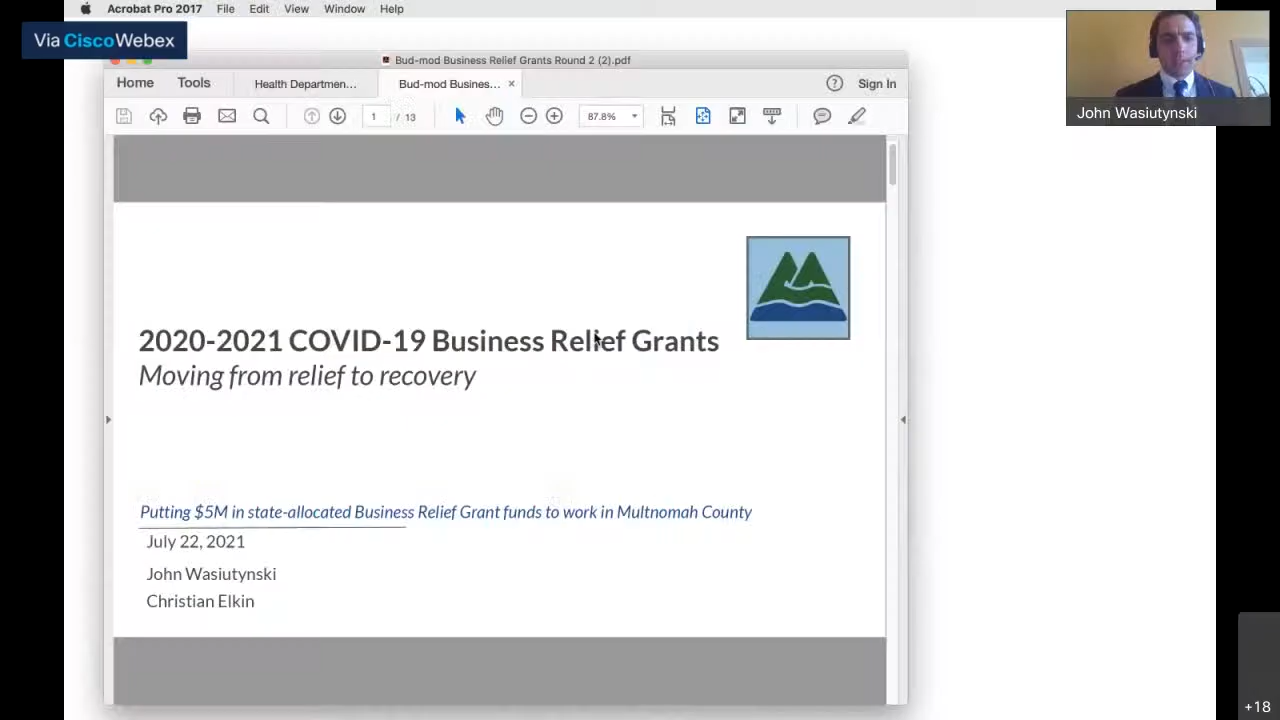 Acrobat Pro 2017 File Edit View Window Help
Via CiscoWebex
Bud-mod Business Relief Grants Round 2 (2).pdf
Home Tools Health Departmen... Bud-mod Busines... × ? Sign In
1 / 13 87.8%
John Wasiutynski
2020-2021 COVID-19 Business Relief Grants
Moving from relief to recovery
Putting $5M in state-allocated Business Relief Grant funds to work in Multnomah County
July 22, 2021
John Wasiutynski
Christian Elkin
+18